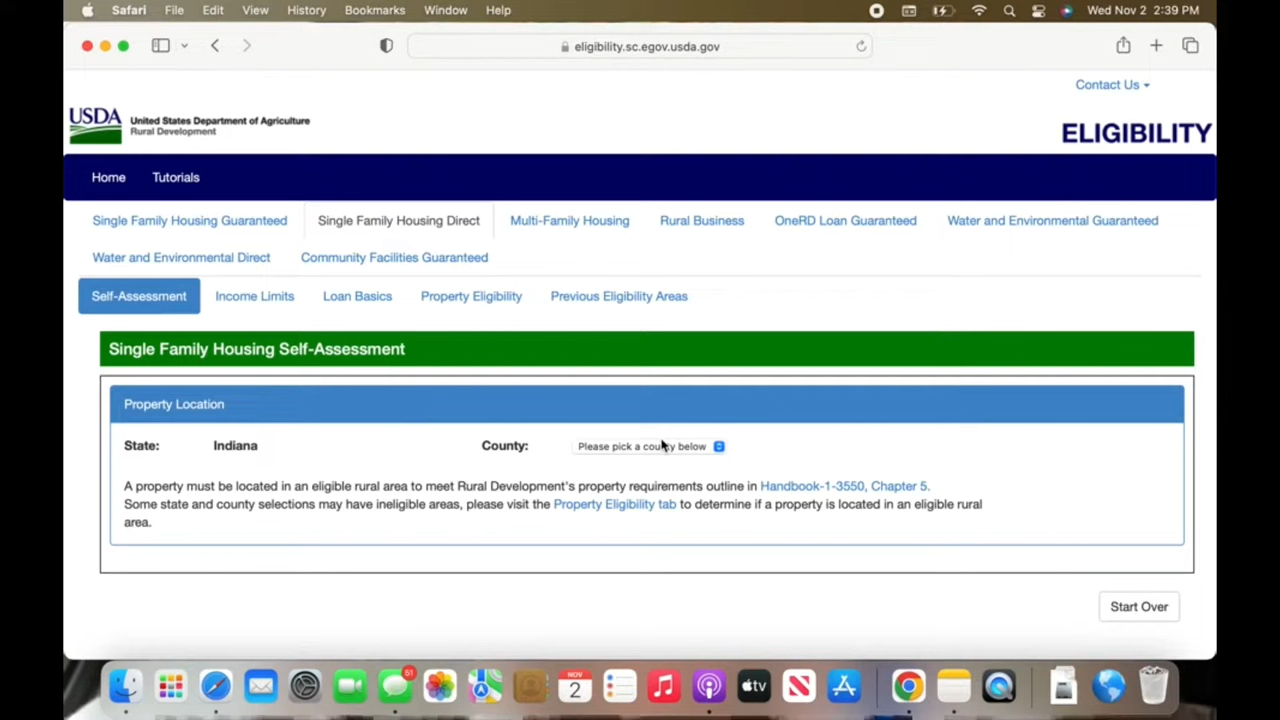 Safari File Edit View History Bookmarks Window Help Wed Nov 2 2:39 PM
eligibility.sc.egov.usda.gov
Contact Us
USDA United States Department of Agriculture
Rural Development
ELIGIBILITY
Home Tutorials
Single Family Housing Guaranteed Single Family Housing Direct Multi-Family Housing Rural Business OneRD Loan Guaranteed Water and Environmental Guaranteed
Water and Environmental Direct Community Facilities Guaranteed
Self-Assessment Income Limits Loan Basics Property Eligibility Previous Eligibility Areas
Single Family Housing Self-Assessment
Property Location
State: Indiana County: Please pick a county below
A property must be located in an eligible rural area to meet Rural Development's property requirements outline in Handbook-1-3550, Chapter 5.
Some state and county selections may have ineligible areas, please visit the Property Eligibility tab to determine if a property is located in an eligible rural
area.
Start Over
51
NOV
2
tv